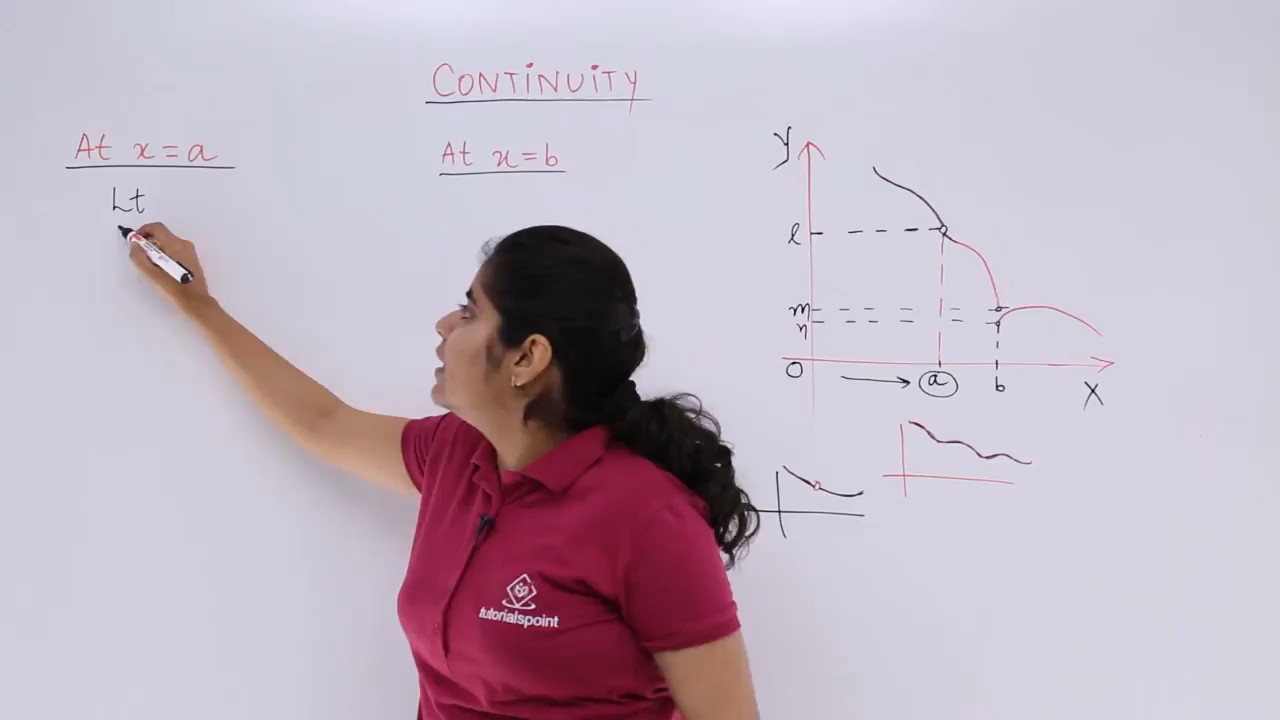 CONTINUITY
At x=a
At x=b
Lt
y
l
m
n
O
a
b
X
tutorialspoint